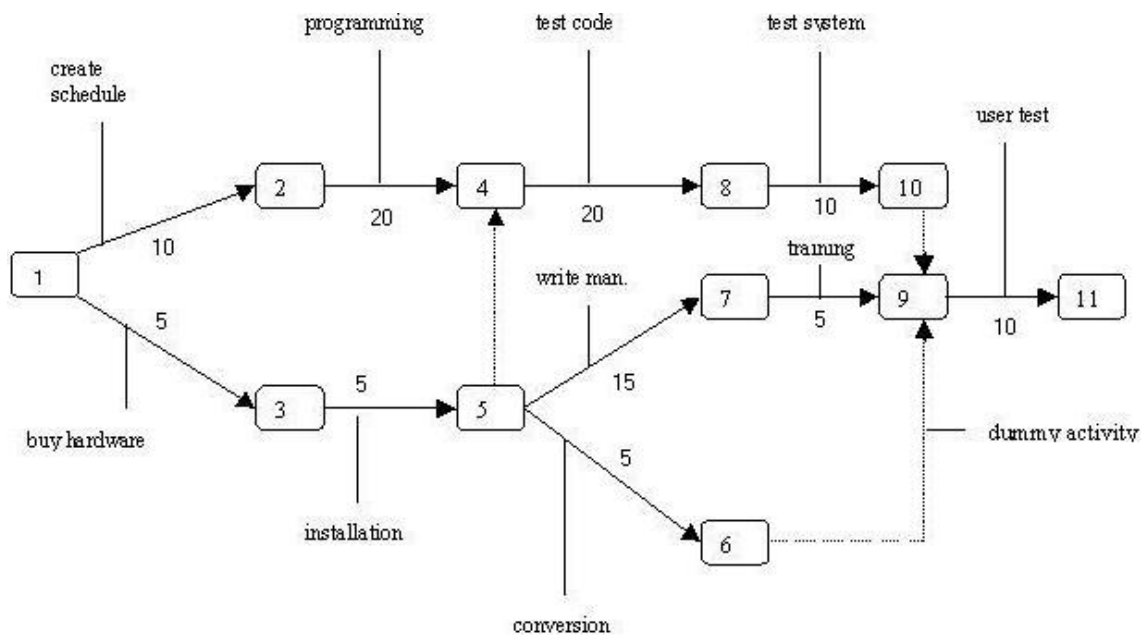 programming
test code
test system
create
schedule
user test
2
4
8
10
20
20
10
10
training
1
write man.
7
9
11
5
5
10
5
15
3
5
buy hardware
5
dummy activity
installation
6
conversion